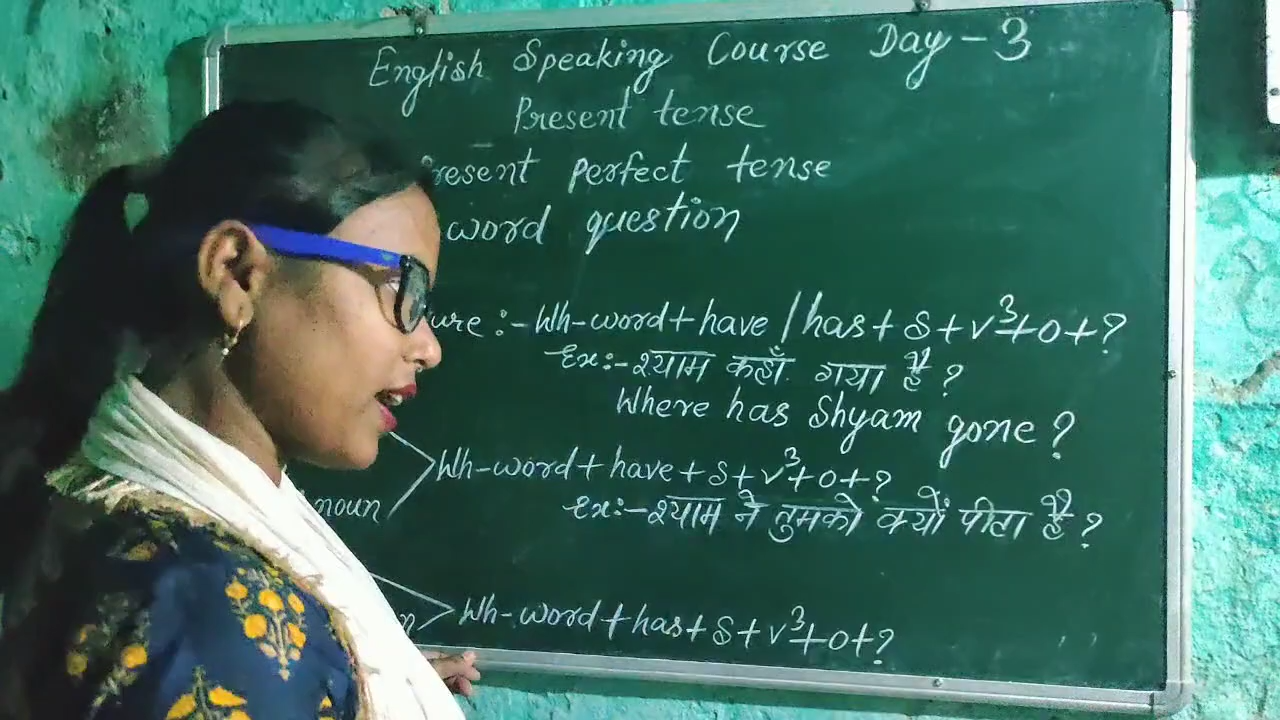 English Speaking Course Day-3
Present tense
resent perfect tense
word question
ure :- Wh-word+have/has+S+v³+o+?
Ex:- श्याम कहाँ गया है ?
Where has Shyam gone ?
Wh-word+have+S+v³+o+?
noun
Ex:- श्याम ने तुमको क्यों पीटा है ?
Wh-word+has+S+v³+o+?
n